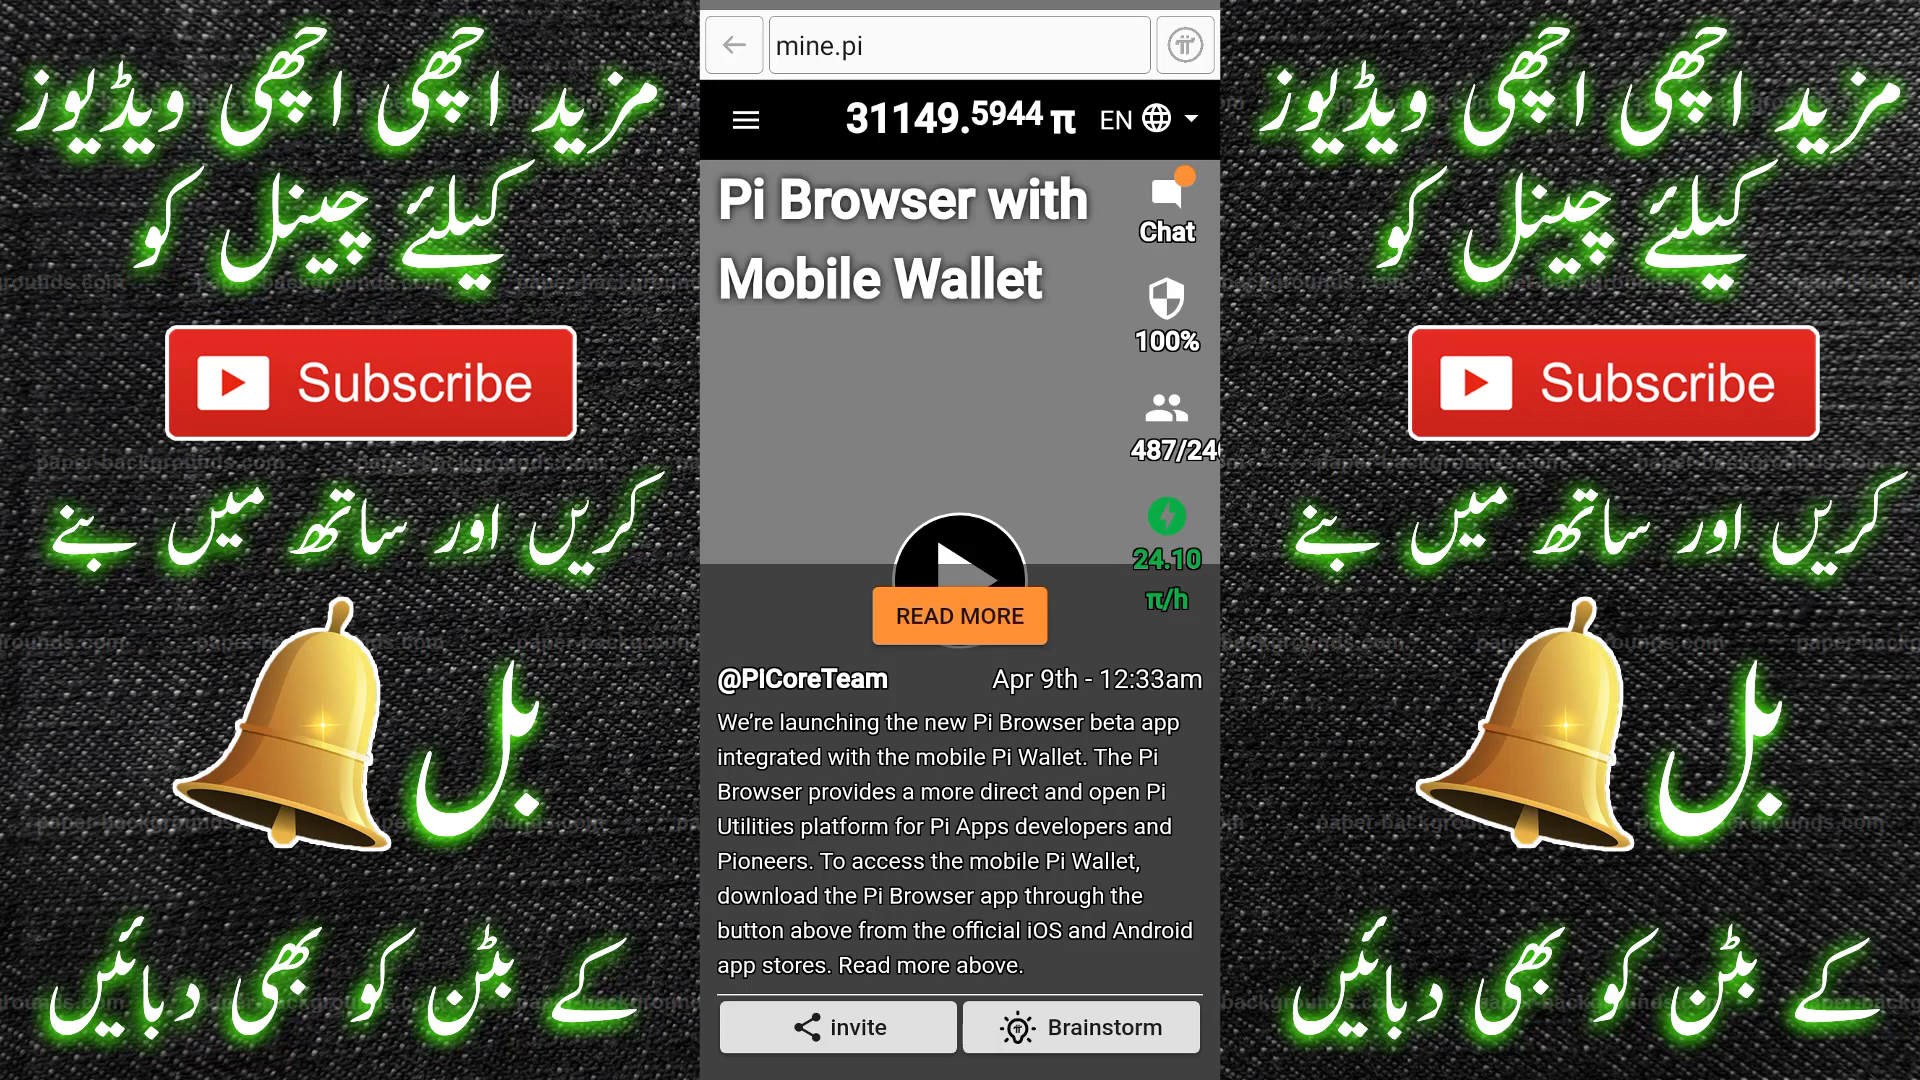 مزید اچھی اچھی ویڈیوز
کیلئے چینل کو
Subscribe
کریں اور ساتھ میں بنے
بل
کے بٹن کو بھی دبائیں
mine.pi
31149.5944 π EN
Pi Browser with
Mobile Wallet
Chat
100%
487/24
24.10
π/h
READ MORE
@PiCoreTeam Apr 9th - 12:33am
We’re launching the new Pi Browser beta app
integrated with the mobile Pi Wallet. The Pi
Browser provides a more direct and open Pi
Utilities platform for Pi Apps developers and
Pioneers. To access the mobile Pi Wallet,
download the Pi Browser app through the
button above from the official iOS and Android
app stores. Read more above.
invite Brainstorm
مزید اچھی اچھی ویڈیوز
کیلئے چینل کو
Subscribe
کریں اور ساتھ میں بنے
بل
کے بٹن کو بھی دبائیں